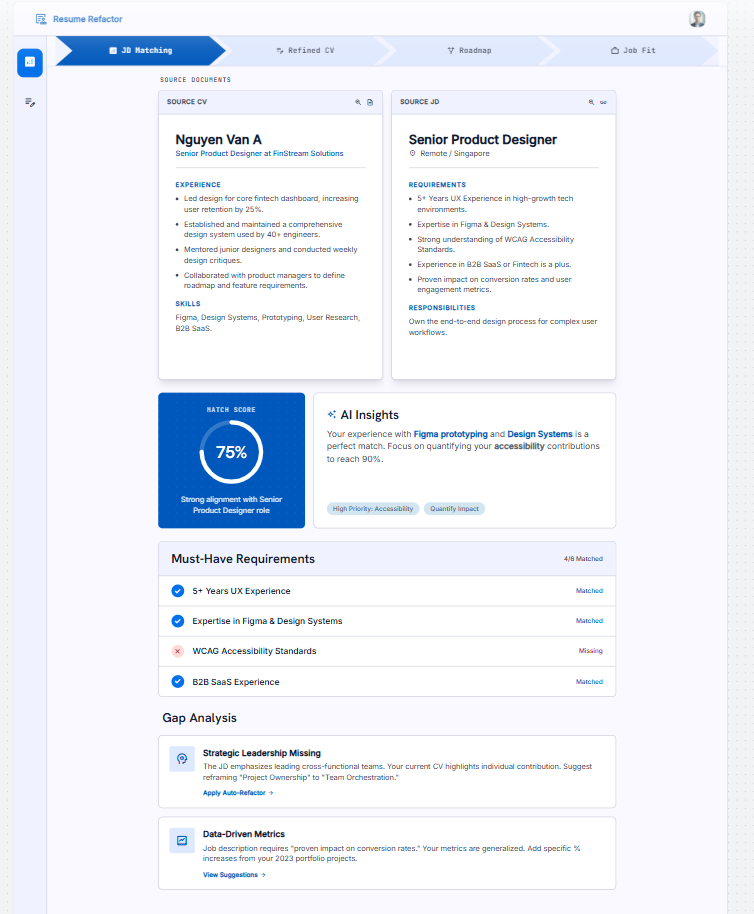 Resume Refactor
JD Matching
Refined CV
Roadmap
Job Fit
SOURCE DOCUMENTS
SOURCE CV
Nguyen Van A
Senior Product Designer at FinStream Solutions
EXPERIENCE
• Led design for core fintech dashboard, increasing
user retention by 25%.
• Established and maintained a comprehensive
design system used by 40+ engineers.
• Mentored junior designers and conducted weekly
design critiques.
• Collaborated with product managers to define
roadmap and feature requirements.
SKILLS
Figma, Design Systems, Prototyping, User Research,
B2B SaaS.
SOURCE JD
Senior Product Designer
Remote / Singapore
REQUIREMENTS
• 5+ Years UX Experience in high-growth tech
environments.
• Expertise in Figma & Design Systems.
• Strong understanding of WCAG Accessibility
Standards.
• Experience in B2B SaaS or Fintech is a plus.
• Proven impact on conversion rates and user
engagement metrics.
RESPONSIBILITIES
Own the end-to-end design process for complex user
workflows.
MATCH SCORE
75%
Strong alignment with Senior
Product Designer role
AI Insights
Your experience with Figma prototyping and Design Systems is a
perfect match. Focus on quantifying your accessibility contributions
to reach 90%.
High Priority: Accessibility
Quantify Impact
Must-Have Requirements
4/6 Matched
5+ Years UX Experience
Matched
Expertise in Figma & Design Systems
Matched
WCAG Accessibility Standards
Missing
B2B SaaS Experience
Matched
Gap Analysis
Strategic Leadership Missing
The JD emphasizes leading cross-functional teams. Your current CV highlights individual contribution. Suggest
reframing "Project Ownership" to "Team Orchestration."
Apply Auto-Refactor →
Data-Driven Metrics
Job description requires "proven impact on conversion rates." Your metrics are generalized. Add specific %
increases from your 2023 portfolio projects.
View Suggestions →